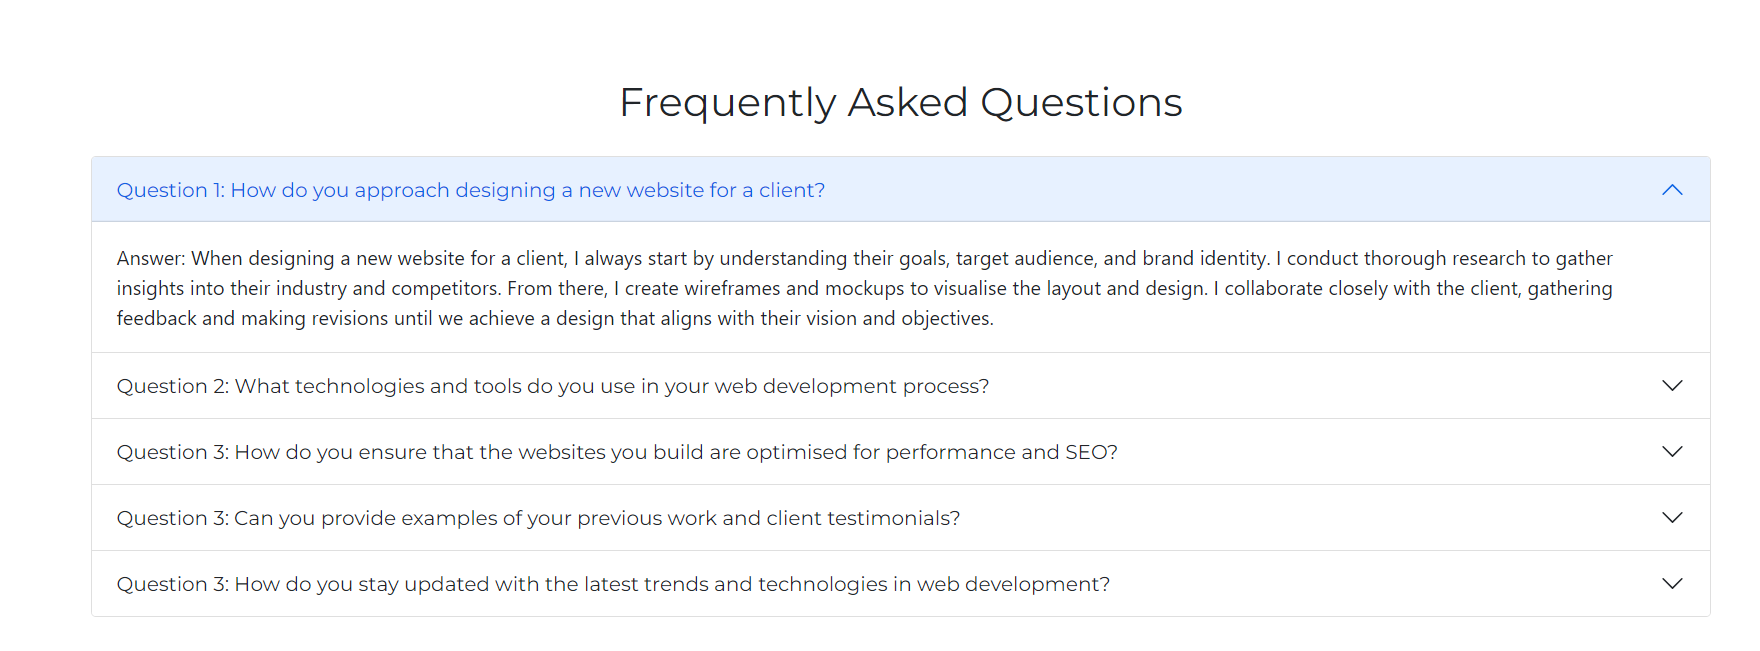 Frequently Asked Questions
Question 1: How do you approach designing a new website for a client?
Answer: When designing a new website for a client, I always start by understanding their goals, target audience, and brand identity. I conduct thorough research to gather
insights into their industry and competitors. From there, I create wireframes and mockups to visualise the layout and design. I collaborate closely with the client, gathering
feedback and making revisions until we achieve a design that aligns with their vision and objectives.
Question 2: What technologies and tools do you use in your web development process?
Question 3: How do you ensure that the websites you build are optimised for performance and SEO?
Question 3: Can you provide examples of your previous work and client testimonials?
Question 3: How do you stay updated with the latest trends and technologies in web development?